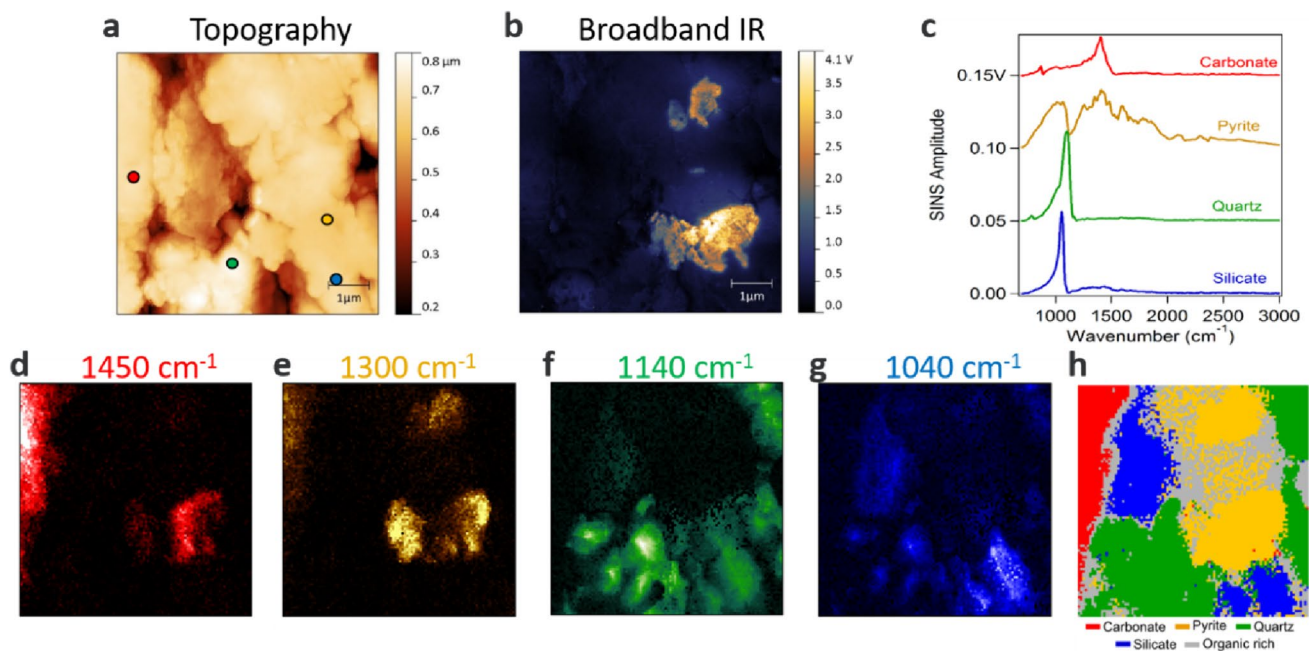 a Topography
0.8 µm
0.7
0.6
0.5
0.4
0.3
0.2
1µm
b Broadband IR
4.1 V
3.5
3.0
2.5
2.0
1.5
1.0
0.0
1µm
c
SINS Amplitude
0.15V
0.10
0.05
0.00
Carbonate
Pyrite
Quartz
Silicate
1000 1500 2000 2500 3000
Wavenumber (cm⁻¹)
d 1450 cm⁻¹
e 1300 cm⁻¹
f 1140 cm⁻¹
g 1040 cm⁻¹
h
Carbonate Pyrite Quartz
Silicate Organic rich